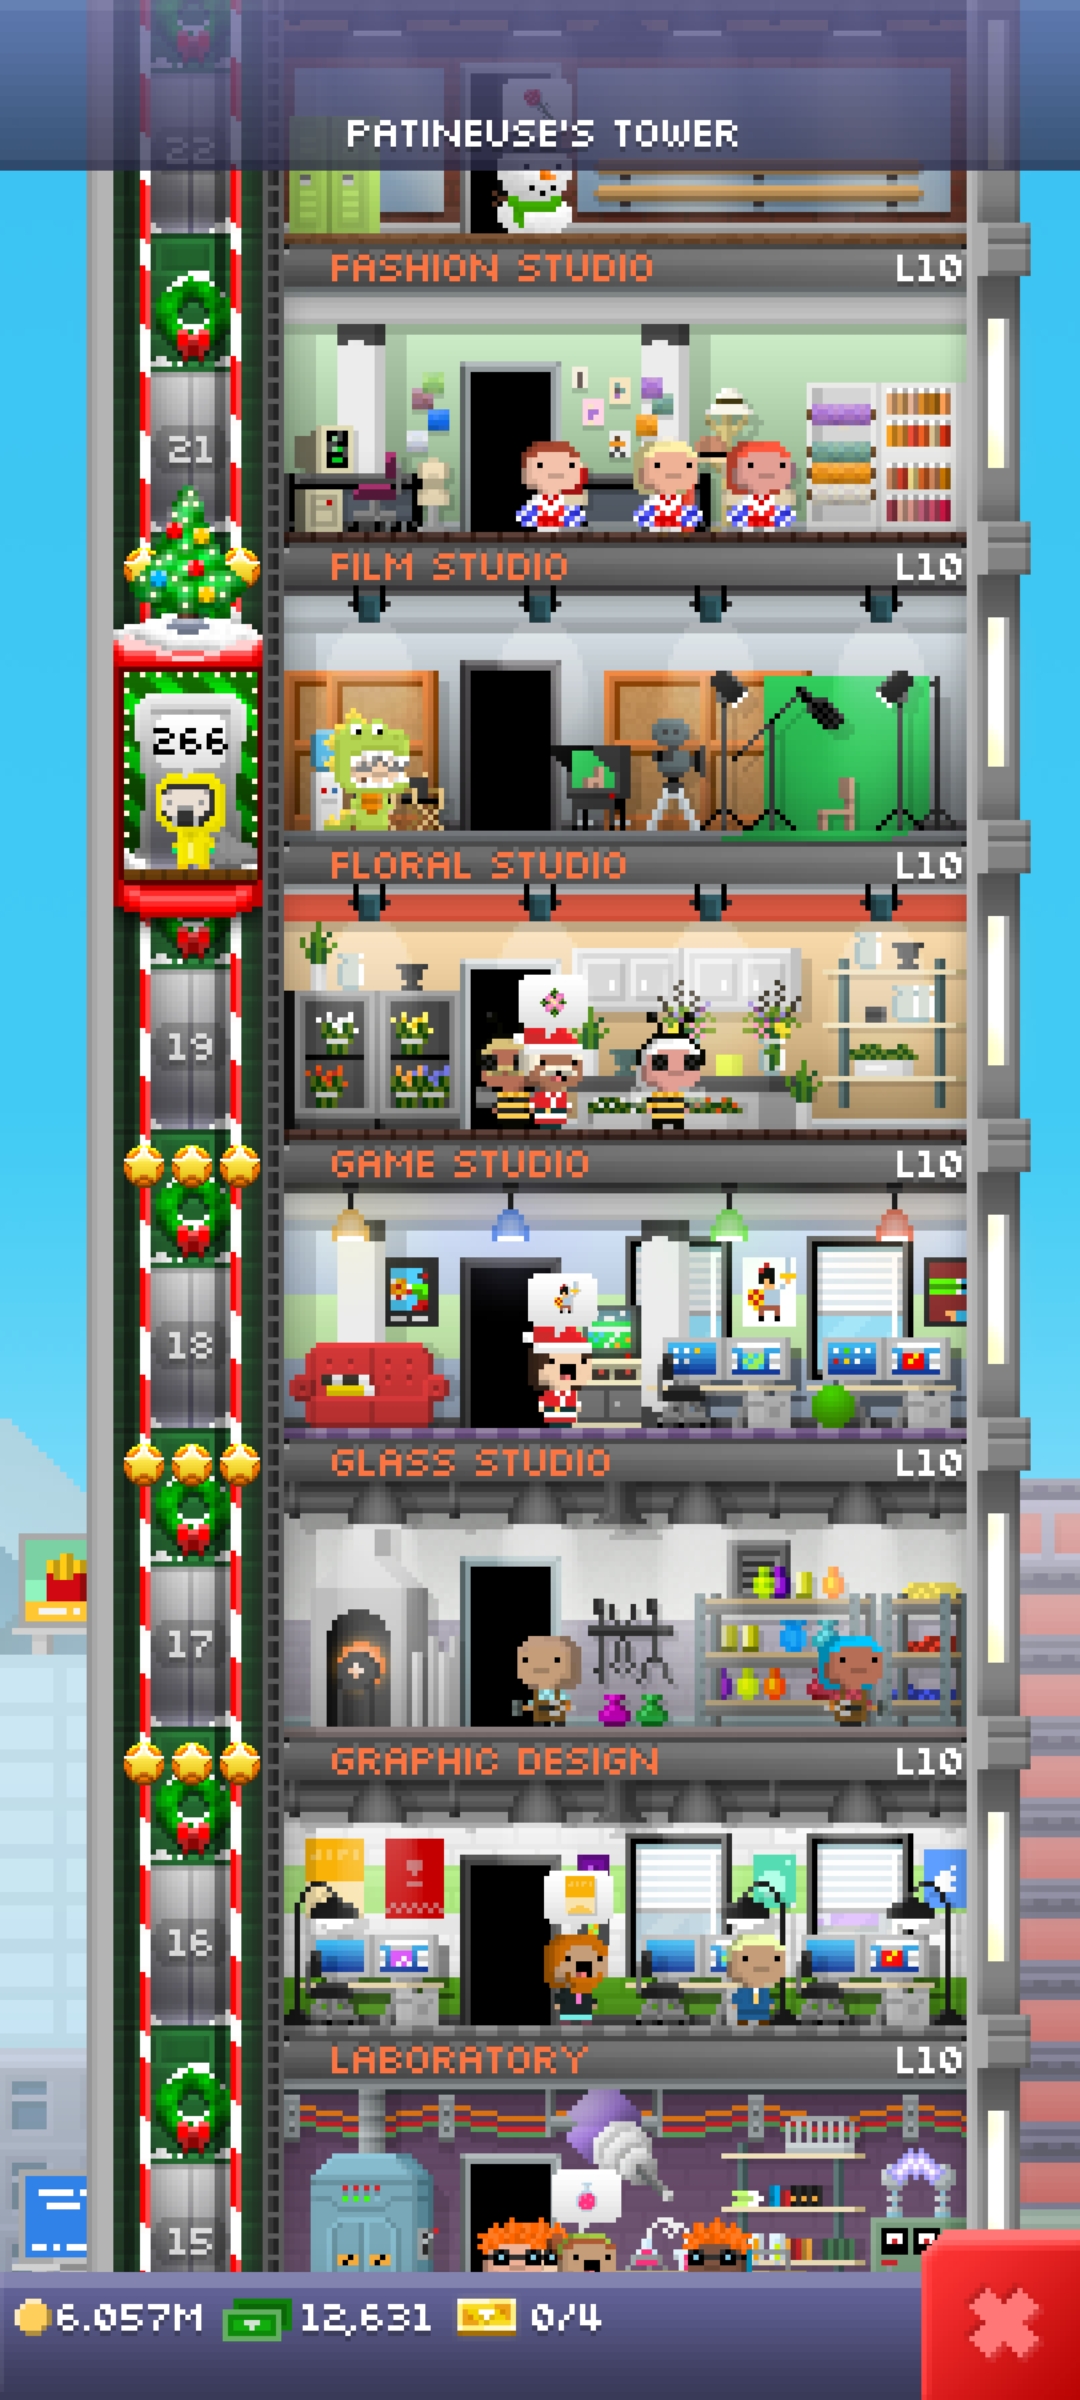 PATINEUSE'S TOWER
22
FASHION STUDIO L10
21
FILM STUDIO L10
266
FLORAL STUDIO L10
19
GAME STUDIO L10
18
GLASS STUDIO L10
17
GRAPHIC DESIGN L10
16
LABORATORY L10
15
6.057M 12,631 0/4